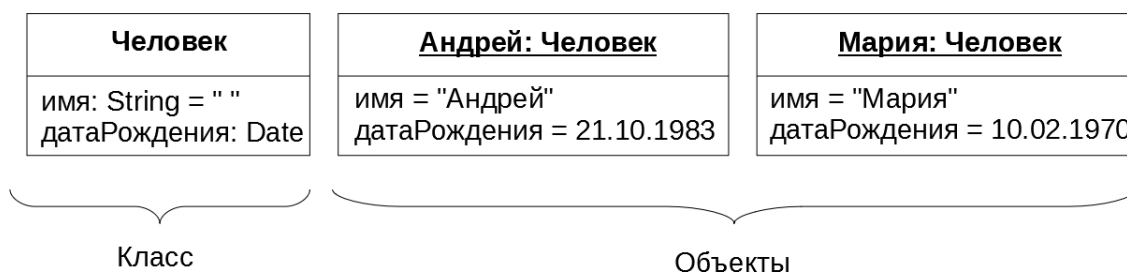 Человек
имя: String = " "
датаРождения: Date
Андрей: Человек
имя = "Андрей"
датаРождения = 21.10.1983
Мария: Человек
имя = "Мария"
датаРождения = 10.02.1970
Класс
Объекты